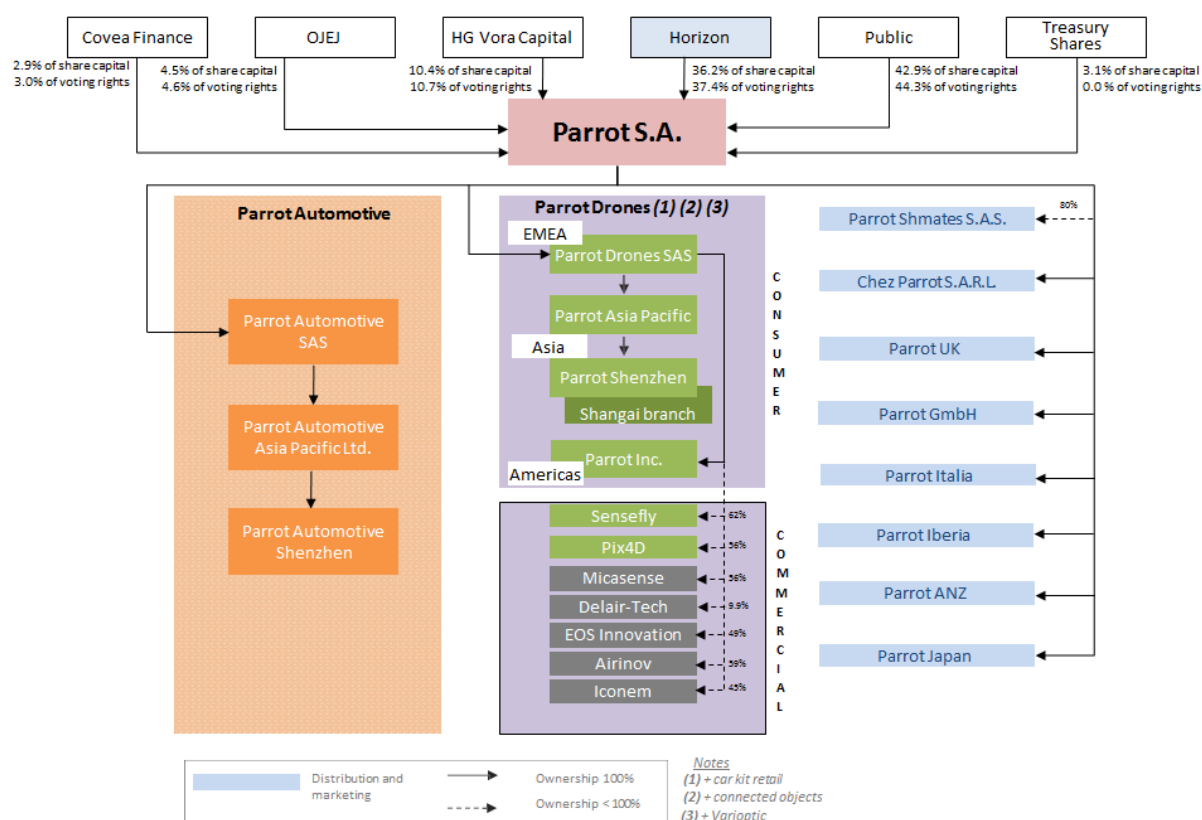 Covea Finance
OJEJ
HG Vora Capital
Horizon
Public
Treasury
Shares
2.9% of share capital
3.0% of voting rights
4.5% of share capital
4.6% of voting rights
10.4% of share capital
10.7% of voting rights
36.2% of share capital
37.4% of voting rights
42.9% of share capital
44.3% of voting rights
3.1% of share capital
0.0 % of voting rights
Parrot S.A.
Parrot Automotive
Parrot Automotive
SAS
Parrot Automotive
Asia Pacific Ltd.
Parrot Automotive
Shenzhen
Parrot Drones (1) (2) (3)
EMEA
Parrot Drones SAS
Parrot Asia Pacific
Asia
Parrot Shenzhen
Shangai branch
Parrot Inc.
Americas
CONSUMER
Sensefly
62%
Pix4D
56%
Micasense
56%
Delair-Tech
9.9%
EOS Innovation
49%
Airinov
59%
Iconem
45%
COMMERCIAL
Parrot Shmates S.A.S.
80%
Chez Parrot S.A.R.L.
Parrot UK
Parrot GmbH
Parrot Italia
Parrot Iberia
Parrot ANZ
Parrot Japan
Distribution and
marketing
Ownership 100%
Ownership < 100%
Notes
(1) + car kit retail
(2) + connected objects
(3) + Varioptic